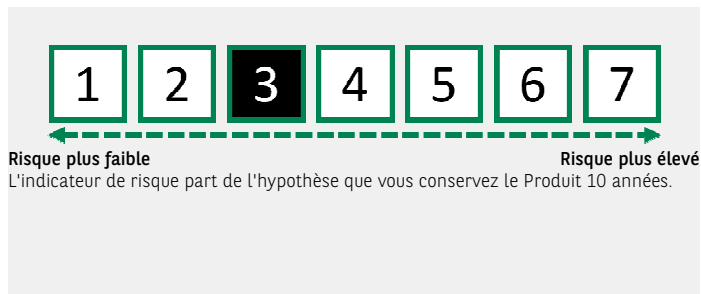 1 2 3 4 5 6 7
Risque plus faible Risque plus élevé
L'indicateur de risque part de l'hypothèse que vous conservez le Produit 10 années.